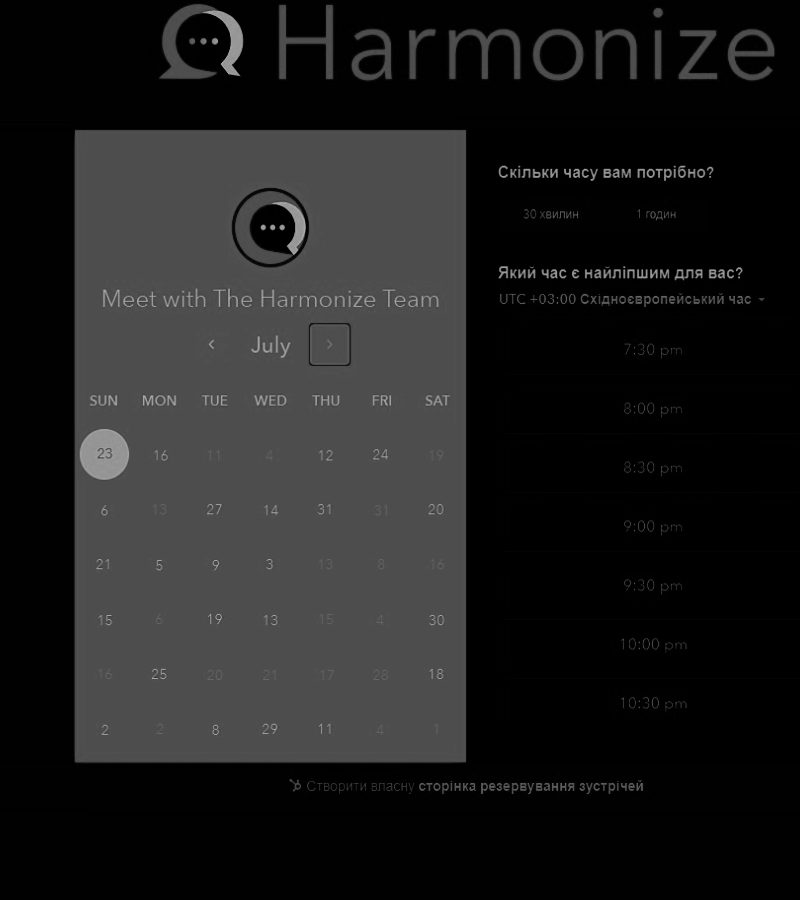 Harmonize
Meet with The Harmonize Team
July
SUN MON TUE WED THU FRI SAT
23 16 11 4 12 24 19
6 13 27 14 31 31 20
21 5 9 3 13 8 16
15 6 19 13 15 4 30
16 25 20 21 17 28 18
2 2 8 29 11 4 1
Скільки часу вам потрібно?
30 хвилин 1 годин
Який час є найліпшим для вас?
UTC +03:00 Східноєвропейський час
7:30 pm
8:00 pm
8:30 pm
9:00 pm
9:30 pm
10:00 pm
10:30 pm
Створити власну сторінка резервування зустрічей